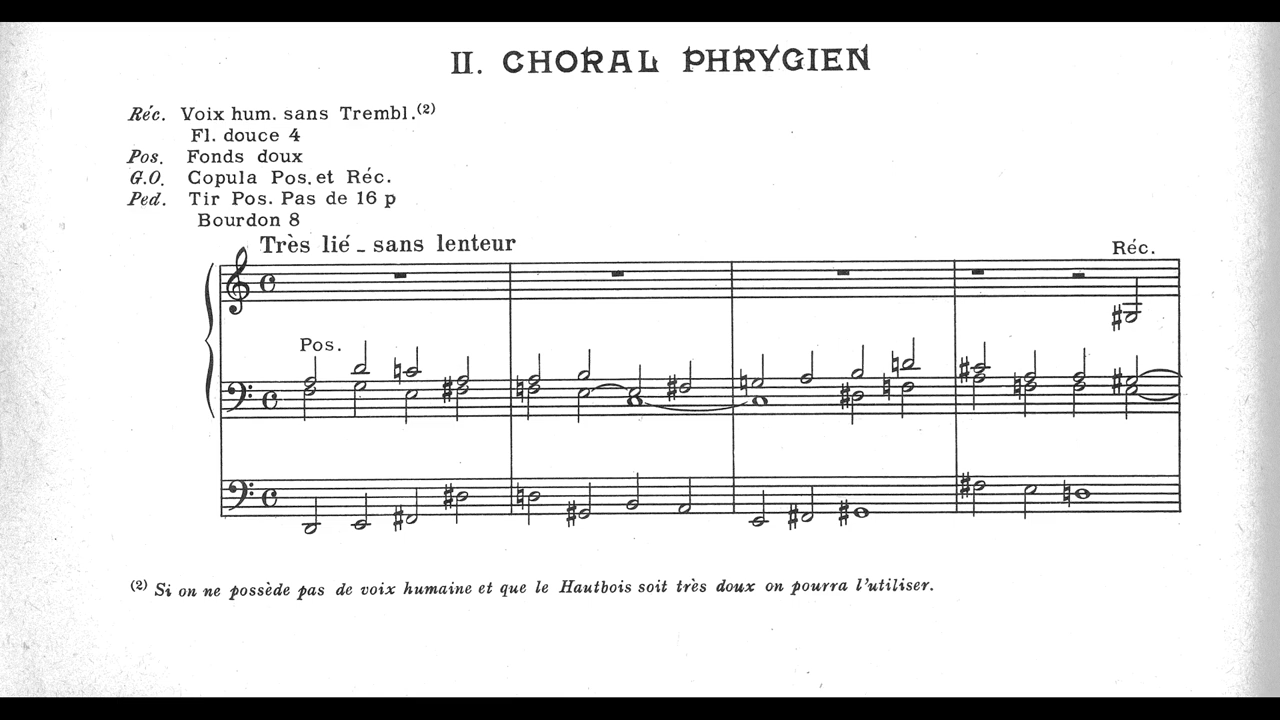 II. CHORAL PHRYGIEN
Réc. Voix hum. sans Trembl.(2)
Fl. douce 4
Pos. Fonds doux
G.O. Copula Pos. et Réc.
Ped. Tir Pos. Pas de 16 p
Bourdon 8
Très lié - sans lenteur
Réc.
Pos.
(2) Si on ne possède pas de voix humaine et que le Hautbois soit très doux on pourra l'utiliser.